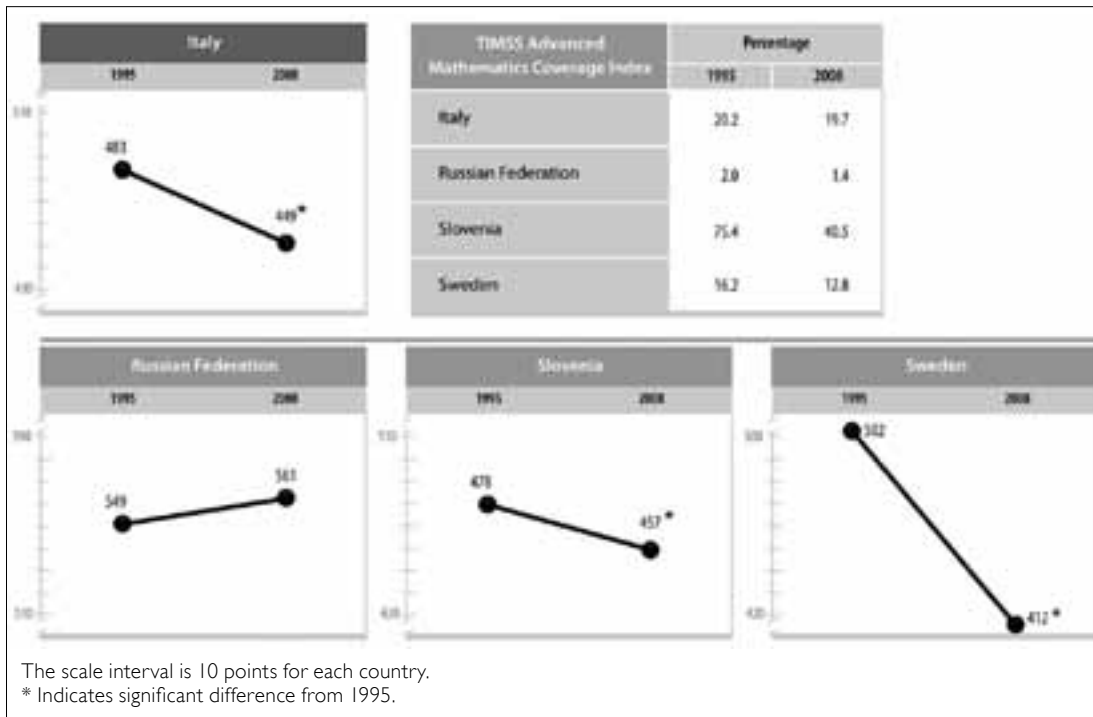 Italy
1995 2008
483
449*
TIMSS Advanced Mathematics Coverage Index
Percentage
1995 2008
Italy 20.2 19.7
Russian Federation 2.0 1.4
Slovenia 75.4 40.5
Sweden 16.2 12.8
Russian Federation
1995 2008
549
561
Slovenia
1995 2008
478
457 *
Sweden
1995 2008
502
412 *
The scale interval is 10 points for each country.
* Indicates significant difference from 1995.